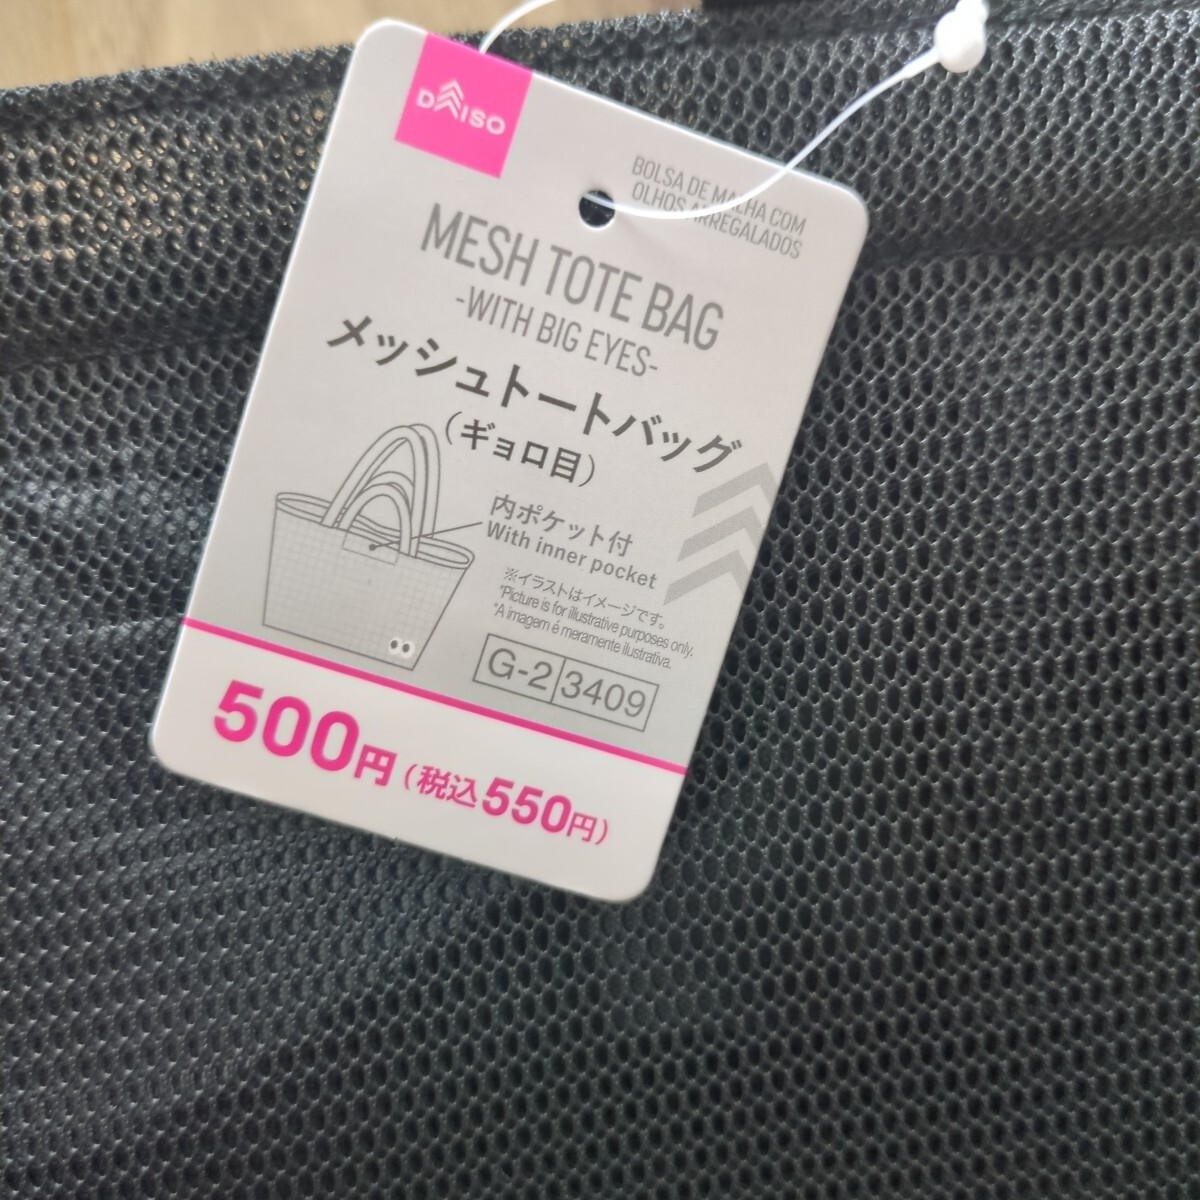 DAISO
BOLSA DE MALHA COM
OLHOS ARREGALADOS
MESH TOTE BAG
-WITH BIG EYES-
メッシュトートバッグ
（ギョロ目）
内ポケット付
With inner pocket
※イラストはイメージです。
*Picture is for illustrative purposes only.
*A imagem é meramente ilustrativa.
G-2 3409
500円（税込550円）